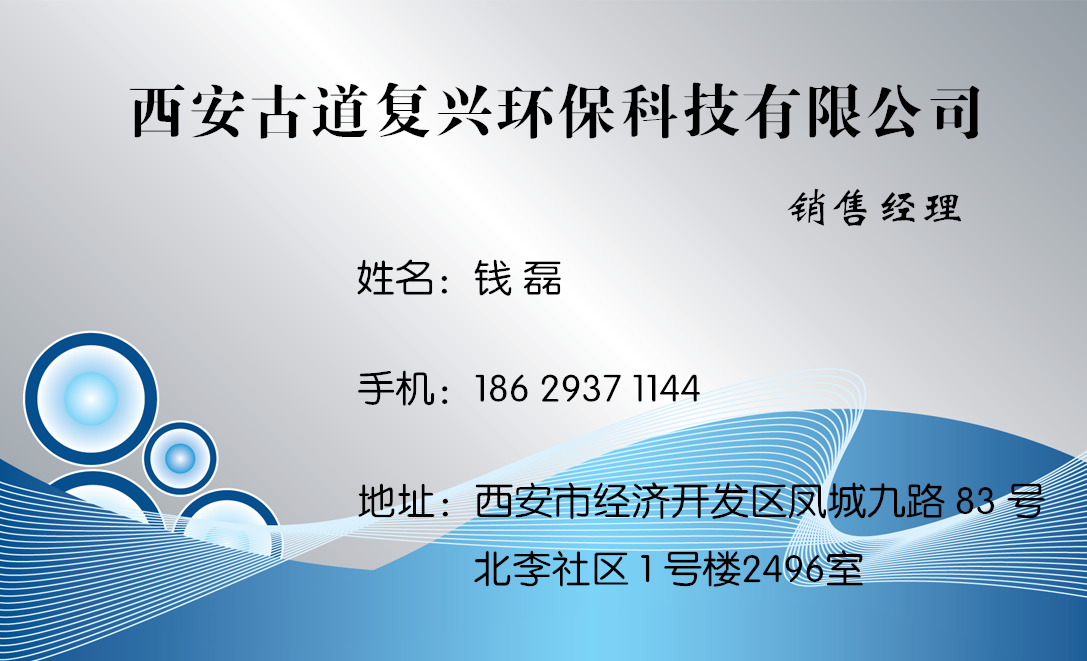 西安古道复兴环保科技有限公司
销售经理
姓名：钱 磊
手机：186 2937 1144
地址：西安市经济开发区凤城九路 83 号
北李社区 1 号楼2496室